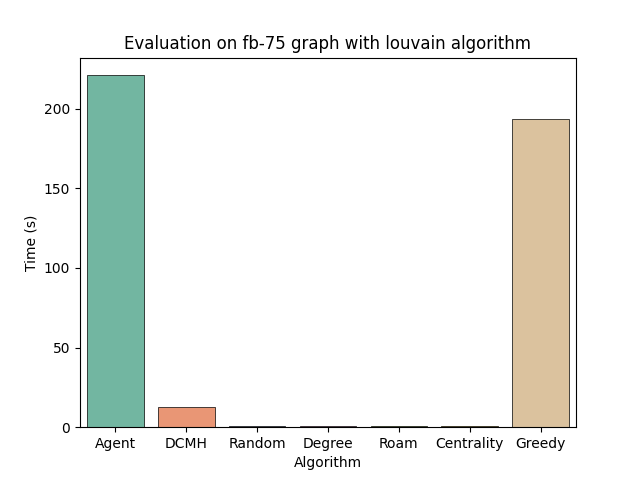 Evaluation on fb-75 graph with louvain algorithm
200
150
100
50
0
Time (s)
Agent DCMH Random Degree Roam Centrality Greedy
Algorithm